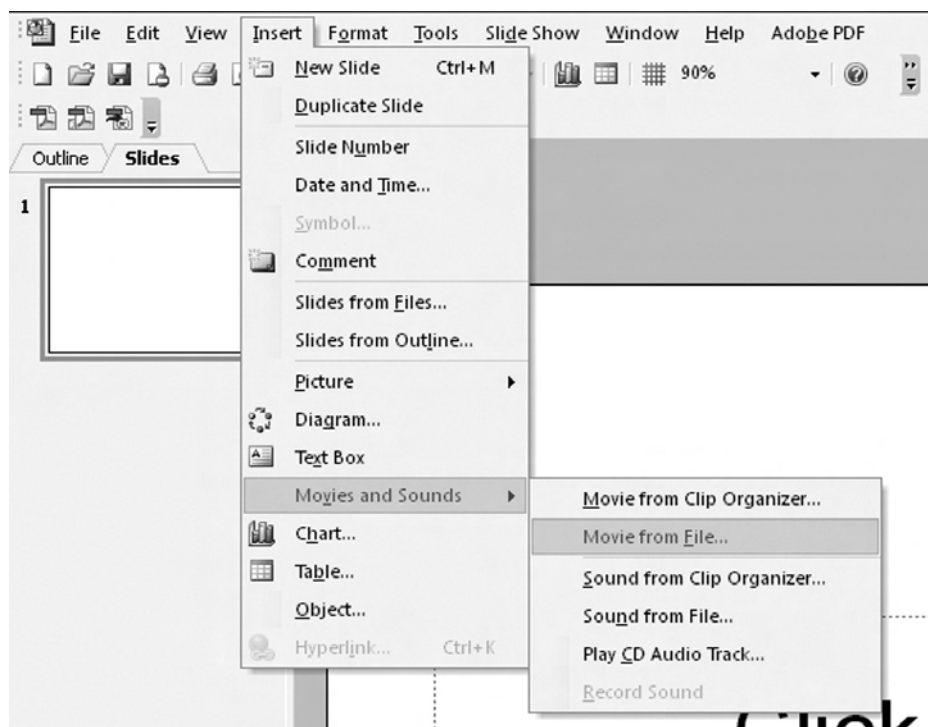 File Edit View Insert Format Tools Slide Show Window Help Adobe PDF
90%
Outline Slides
1
New Slide Ctrl+M
Duplicate Slide
Slide Number
Date and Time...
Symbol...
Comment
Slides from Files...
Slides from Outline...
Picture
Diagram...
Text Box
Movies and Sounds
Chart...
Table...
Object...
Hyperlink... Ctrl+K
Movie from Clip Organizer...
Movie from File...
Sound from Clip Organizer...
Sound from File...
Play CD Audio Track...
Record Sound
Click